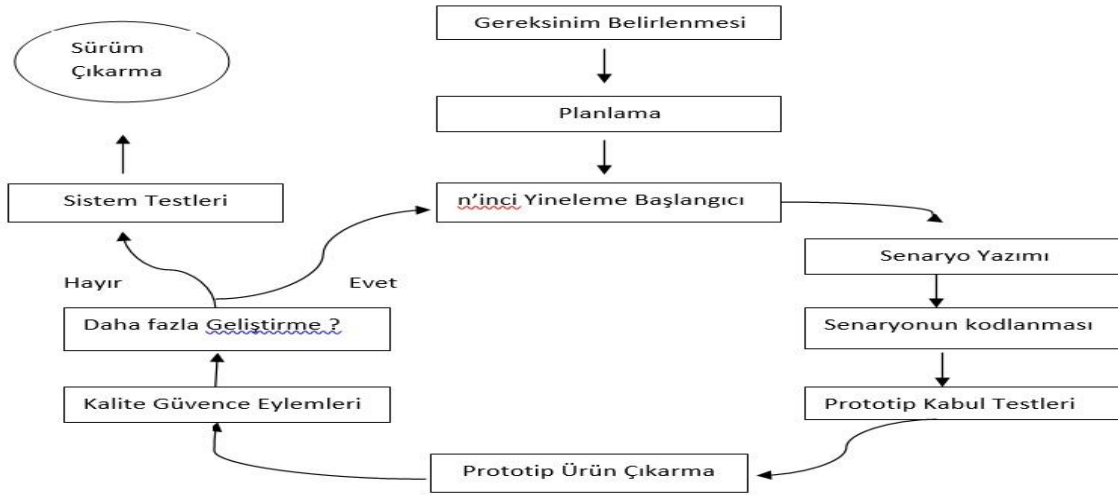 Gereksinim Belirlenmesi
Sürüm
Çıkarma
Planlama
Sistem Testleri
n'inci Yineleme Başlangıcı
Senaryo Yazımı
Hayır
Evet
Daha fazla Geliştirme ?
Senaryonun kodlanması
Kalite Güvence Eylemleri
Prototip Kabul Testleri
Prototip Ürün Çıkarma